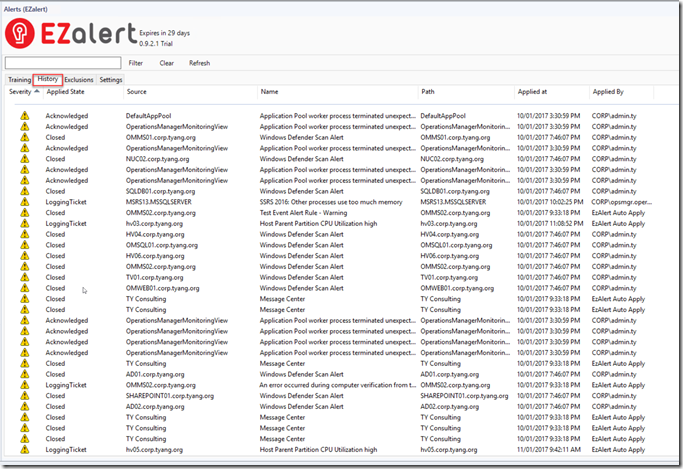 Alerts (EZalert)
EZalert
Expires in 29 days
0.9.2.1 Trial
Filter Clear Refresh
Training History Exclusions Settings
Severity Applied State Source Name Path Applied at Applied By
Acknowledged DefaultAppPool Application Pool worker process terminated unexpect... OMMS02.corp.tyang.org 10/01/2017 3:30:59 PM CORP\admin.ty
Acknowledged OperationsManagerMonitoringView Application Pool worker process terminated unexpect... OperationsManagerMonitorin... 10/01/2017 3:30:59 PM CORP\admin.ty
Closed OMMS01.corp.tyang.org Windows Defender Scan Alert OMMS01.corp.tyang.org 10/01/2017 7:46:07 PM CORP\admin.ty
Acknowledged OperationsManagerMonitoringView Application Pool worker process terminated unexpect... OperationsManagerMonitorin... 10/01/2017 3:30:59 PM CORP\admin.ty
Closed NUC02.corp.tyang.org Windows Defender Scan Alert NUC02.corp.tyang.org 10/01/2017 7:46:07 PM CORP\admin.ty
Acknowledged OperationsManagerMonitoringView Application Pool worker process terminated unexpect... OperationsManagerMonitorin... 10/01/2017 3:30:59 PM CORP\admin.ty
Acknowledged OperationsManagerMonitoringView Application Pool worker process terminated unexpect... OperationsManagerMonitorin... 10/01/2017 3:30:59 PM CORP\admin.ty
Closed SQLDB01.corp.tyang.org Windows Defender Scan Alert SQLDB01.corp.tyang.org 10/01/2017 7:46:07 PM CORP\admin.ty
LoggingTicket MSRS13.MSSQLSERVER SSRS 2016: Other processes use too much memory MSRS13.MSSQLSERVER 10/01/2017 10:02:25 PM CORP\opsmgr.oper...
Closed OMMS02.corp.tyang.org Test Event Alert Rule - Warning OMMS02.corp.tyang.org 10/01/2017 9:33:18 PM EzAlert Auto Apply
LoggingTicket hv03.corp.tyang.org Host Parent Partition CPU Utilization high hv03.corp.tyang.org 10/01/2017 11:08:52 PM EzAlert Auto Apply
Closed HV04.corp.tyang.org Windows Defender Scan Alert HV04.corp.tyang.org 10/01/2017 7:46:07 PM CORP\admin.ty
Closed OMSQL01.corp.tyang.org Windows Defender Scan Alert OMSQL01.corp.tyang.org 10/01/2017 7:46:07 PM CORP\admin.ty
Closed HV06.corp.tyang.org Windows Defender Scan Alert HV06.corp.tyang.org 10/01/2017 7:46:07 PM CORP\admin.ty
Closed OMMS02.corp.tyang.org Windows Defender Scan Alert OMMS02.corp.tyang.org 10/01/2017 7:46:07 PM CORP\admin.ty
Closed TV01.corp.tyang.org Windows Defender Scan Alert TV01.corp.tyang.org 10/01/2017 7:46:07 PM CORP\admin.ty
Closed OMWEB01.corp.tyang.org Windows Defender Scan Alert OMWEB01.corp.tyang.org 10/01/2017 7:46:07 PM CORP\admin.ty
Closed TY Consulting Message Center TY Consulting 10/01/2017 9:33:18 PM EzAlert Auto Apply
Closed TY Consulting Message Center TY Consulting 10/01/2017 9:33:18 PM EzAlert Auto Apply
Acknowledged OperationsManagerMonitoringView Application Pool worker process terminated unexpect... OperationsManagerMonitorin... 10/01/2017 3:30:59 PM CORP\admin.ty
Acknowledged OperationsManagerMonitoringView Application Pool worker process terminated unexpect... OperationsManagerMonitorin... 10/01/2017 3:30:59 PM CORP\admin.ty
Acknowledged OperationsManagerMonitoringView Application Pool worker process terminated unexpect... OperationsManagerMonitorin... 10/01/2017 3:30:59 PM CORP\admin.ty
Acknowledged OperationsManagerMonitoringView Application Pool worker process terminated unexpect... OperationsManagerMonitorin... 10/01/2017 3:30:59 PM CORP\admin.ty
Closed TY Consulting Message Center TY Consulting 10/01/2017 9:33:18 PM EzAlert Auto Apply
Closed AD01.corp.tyang.org Windows Defender Scan Alert AD01.corp.tyang.org 10/01/2017 7:46:07 PM CORP\admin.ty
LoggingTicket OMMS02.corp.tyang.org An error occurred during computer verification from t... OMMS02.corp.tyang.org 10/01/2017 9:33:18 PM EzAlert Auto Apply
Closed SHAREPOINT01.corp.tyang.org Windows Defender Scan Alert SHAREPOINT01.corp.tyang.org 10/01/2017 7:46:07 PM CORP\admin.ty
Closed AD02.corp.tyang.org Windows Defender Scan Alert AD02.corp.tyang.org 10/01/2017 7:46:07 PM CORP\admin.ty
Closed TY Consulting Message Center TY Consulting 10/01/2017 9:33:18 PM EzAlert Auto Apply
Closed TY Consulting Message Center TY Consulting 10/01/2017 9:33:18 PM EzAlert Auto Apply
Closed TY Consulting Message Center TY Consulting 10/01/2017 9:33:18 PM EzAlert Auto Apply
LoggingTicket hv05.corp.tyang.org Host Parent Partition CPU Utilization high hv05.corp.tyang.org 11/01/2017 9:42:11 AM EzAlert Auto Apply